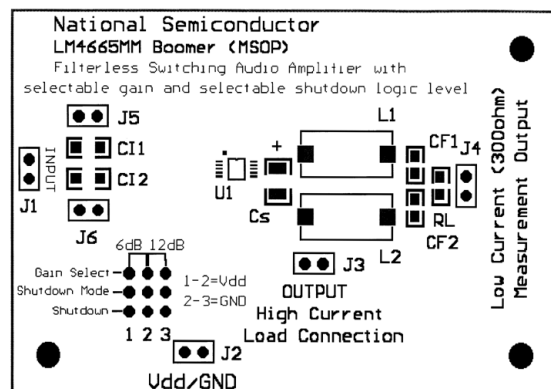 National Semiconductor
LM4665MM Boomer (MSOP)
Filterless Switching Audio Amplifier with
selectable gain and selectable shutdown logic level
J5
L1
CI1
+
CF1
J4
INPUT
CI2
U1
J1
Cs
RL
J6
CF2
L2
6dB 12dB
J3
Gain Select
1-2=Vdd
Shutdown Mode
OUTPUT
2-3=GND
High Current
Shutdown
Load Connection
1 2 3
J2
Vdd/GND
Low Current (300ohm)
Measurement Output